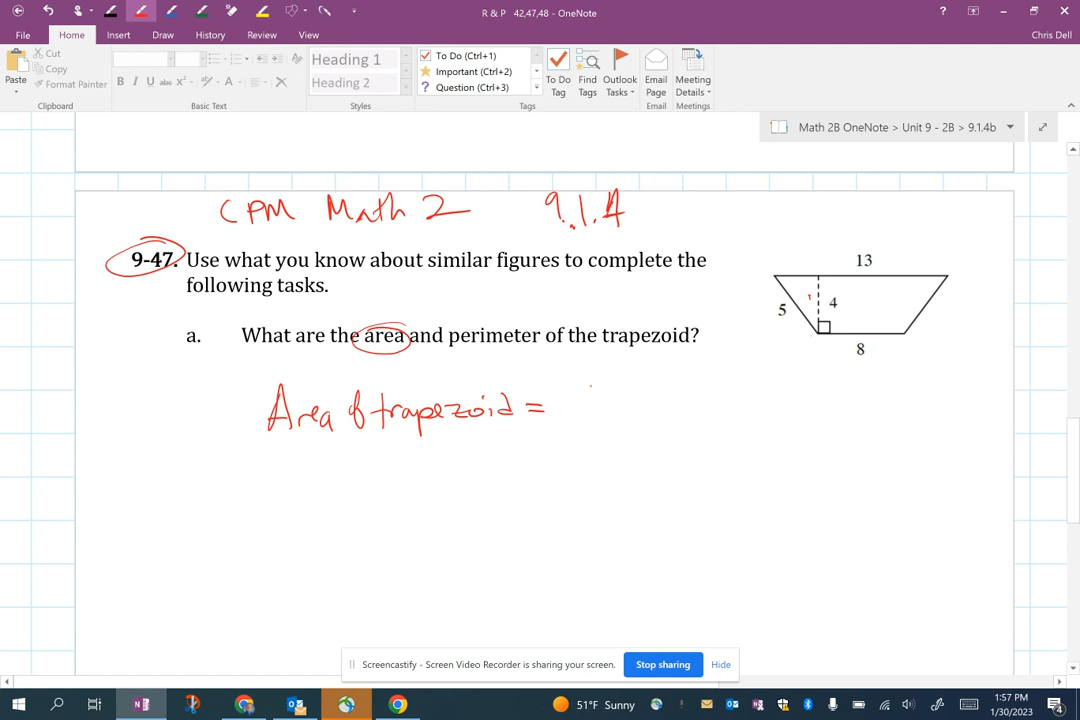 R & P 42,47,48 - OneNote
Chris Dell
File Home Insert Draw History Review View
Cut
Copy
Format Painter
Paste
Clipboard
B I U abc x² A
Basic Text
Heading 1
Heading 2
Styles
To Do (Ctrl+1)
Important (Ctrl+2)
Question (Ctrl+3)
To Do Tag
Find Tags
Outlook Tasks
Tags
Email Page
Email
Meeting Details
Meetings
Math 2B OneNote > Unit 9 - 2B > 9.1.4b
CPM Math 2 9.1.4
9-47. Use what you know about similar figures to complete the
following tasks.
a. What are the area and perimeter of the trapezoid?
13
5
4
8
Area of trapezoid =
Screencastify - Screen Video Recorder is sharing your screen. Stop sharing Hide
51°F Sunny
1:57 PM
1/30/2023
4